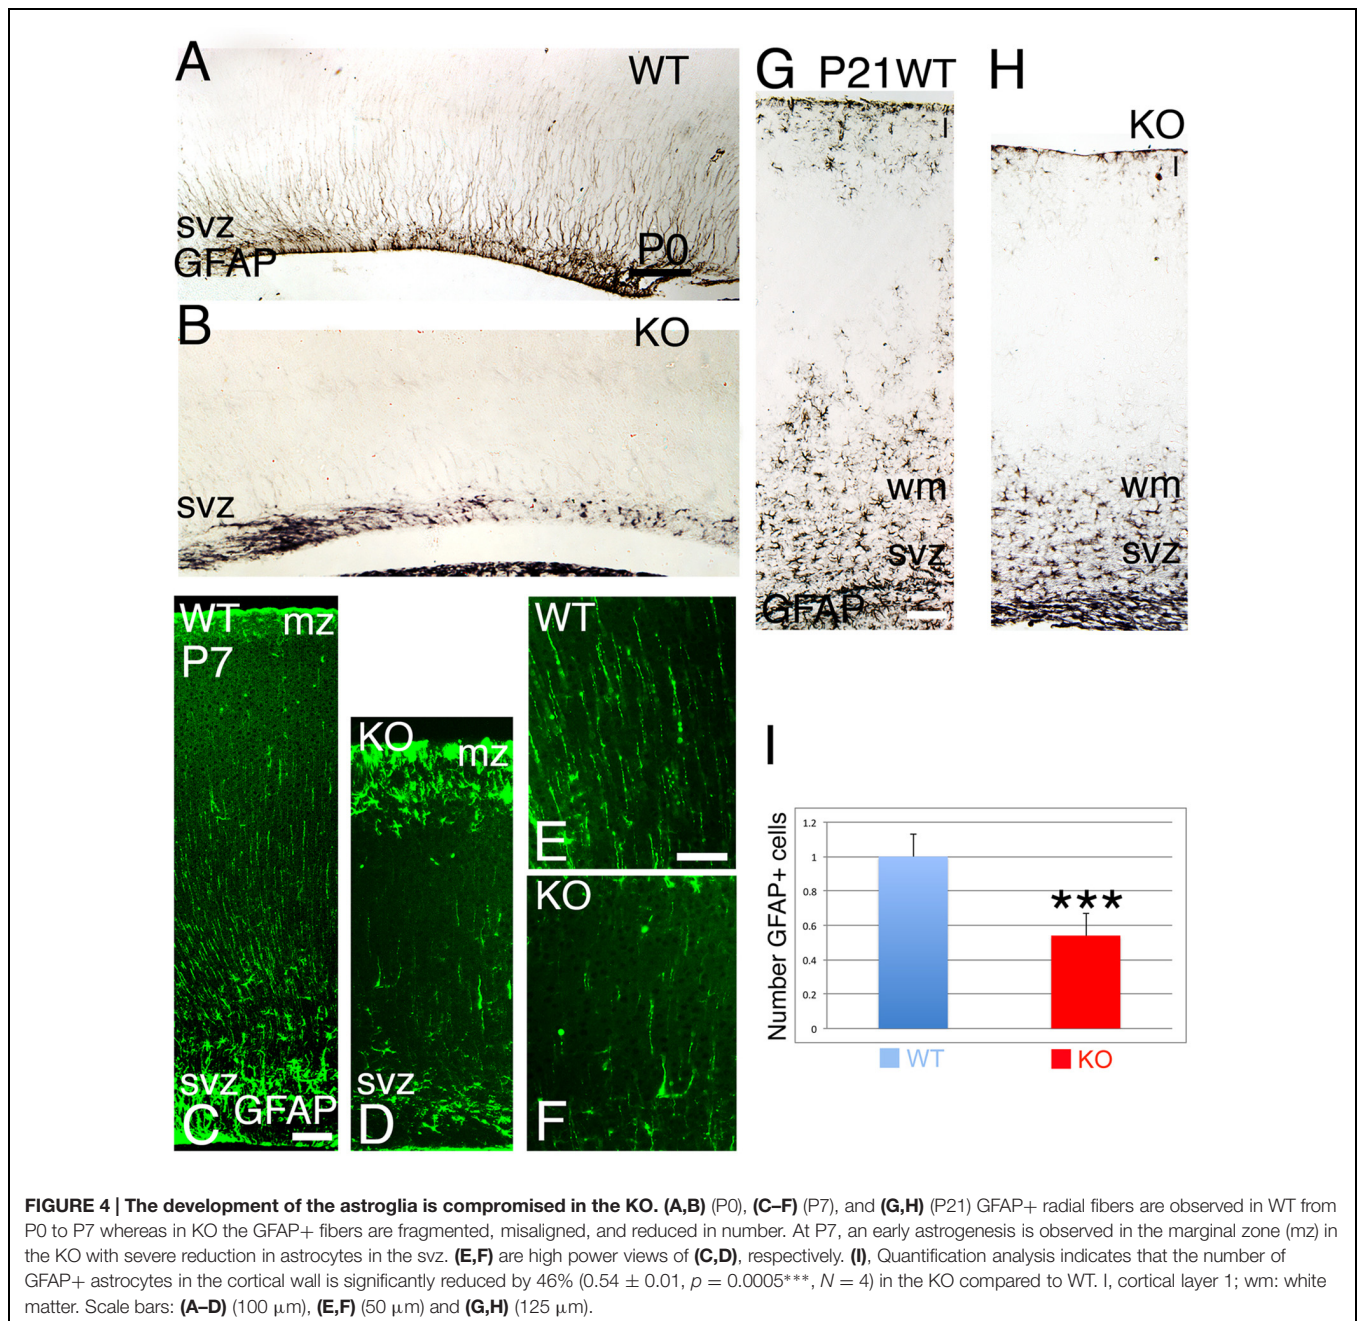 A
WT
svz
GFAP
P0
B
KO
svz
WT
mz
P7
svz
GFAP
C
KO
mz
svz
D
WT
E
KO
F
G
P21WT
I
wm
svz
GFAP
H
KO
I
wm
svz
I
Number GFAP+ cells
1.2
1
0.8
0.6
0.4
0.2
0
***
WT
KO
FIGURE 4 | The development of the astroglia is compromised in the KO. (A,B) (P0), (C–F) (P7), and (G,H) (P21) GFAP+ radial fibers are observed in WT from
P0 to P7 whereas in KO the GFAP+ fibers are fragmented, misaligned, and reduced in number. At P7, an early astrogenesis is observed in the marginal zone (mz) in
the KO with severe reduction in astrocytes in the svz. (E,F) are high power views of (C,D), respectively. (I), Quantification analysis indicates that the number of
GFAP+ astrocytes in the cortical wall is significantly reduced by 46% (0.54 ± 0.01, p = 0.0005***, N = 4) in the KO compared to WT. I, cortical layer 1; wm: white
matter. Scale bars: (A–D) (100 μm), (E,F) (50 μm) and (G,H) (125 μm).